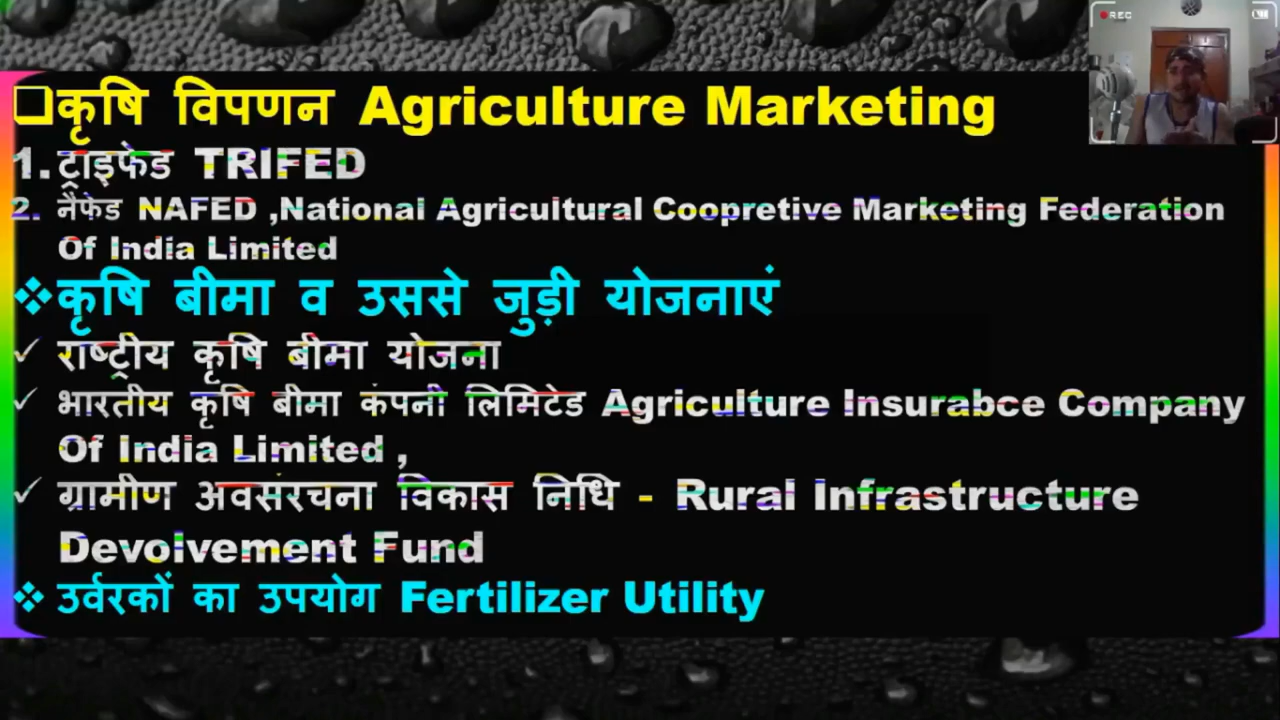 REC
❑कृषि विपणन Agriculture Marketing
1.ट्राइफेड TRIFED
2. नैफेड NAFED ,National Agricultural Coopretive Marketing Federation
Of India Limited
❖कृषि बीमा व उससे जुड़ी योजनाएं
✓ राष्ट्रीय कृषि बीमा योजना
✓ भारतीय कृषि बीमा कंपनी लिमिटेड Agriculture Insurabce Company
Of India Limited ,
✓ ग्रामीण अवसंरचना विकास निधि - Rural Infrastructure
Devolvement Fund
❖ उर्वरकों का उपयोग Fertilizer Utility